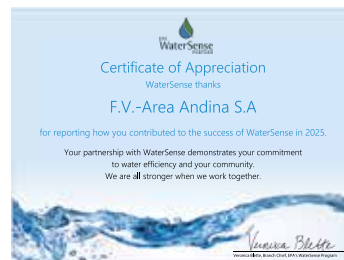 EPA
WaterSense
PARTNER
Certificate of Appreciation
WaterSense thanks
F.V.-Area Andina S.A
for reporting how you contributed to the success of WaterSense in 2025.
Your partnership with WaterSense demonstrates your commitment
to water efficiency and your community.
We are all stronger when we work together.
Veronica Blette
Veronica Blette, Branch Chief, EPA's WaterSense Program